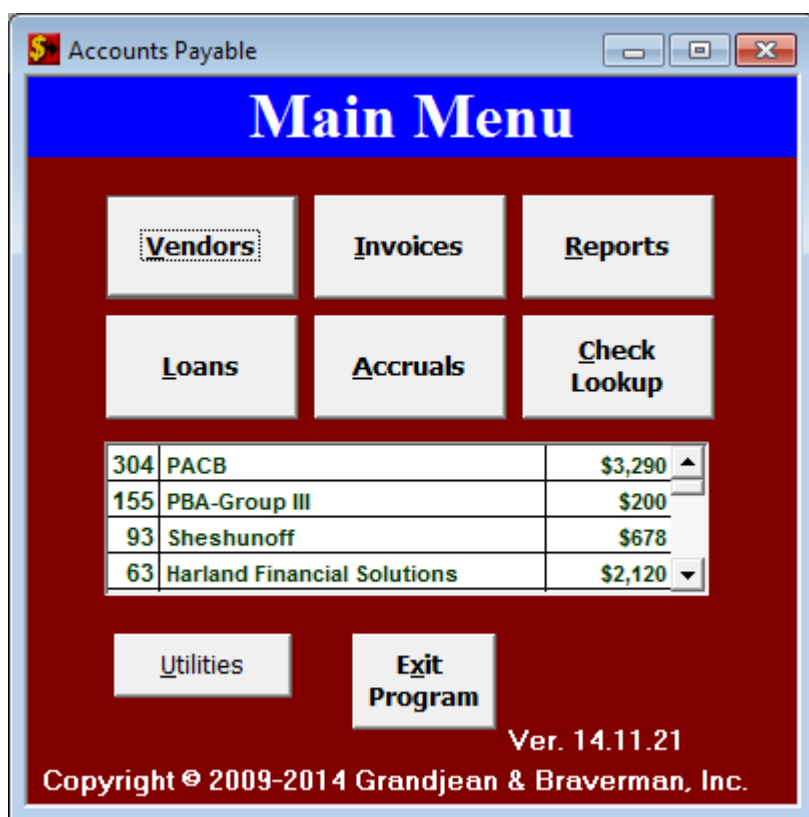 Accounts Payable
Main Menu
Vendors Invoices Reports
Loans Accruals Check Lookup
304 PACB $3,290
155 PBA-Group III $200
93 Sheshunoff $678
63 Harland Financial Solutions $2,120
Utilities Exit Program
Ver. 14.11.21
Copyright © 2009-2014 Grandjean & Braverman, Inc.